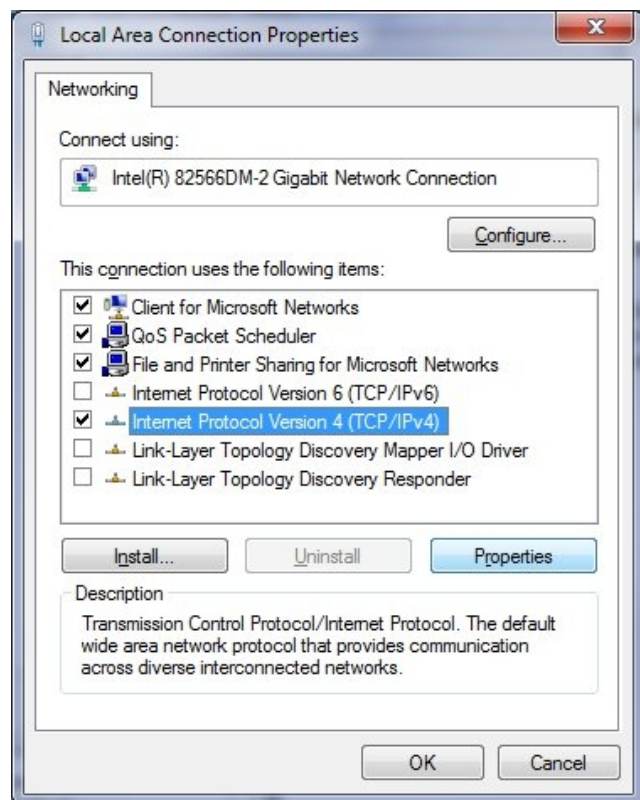 Local Area Connection Properties
Networking
Connect using:
Intel(R) 82566DM-2 Gigabit Network Connection
Configure...
This connection uses the following items:
Client for Microsoft Networks
QoS Packet Scheduler
File and Printer Sharing for Microsoft Networks
Internet Protocol Version 6 (TCP/IPv6)
Internet Protocol Version 4 (TCP/IPv4)
Link-Layer Topology Discovery Mapper I/O Driver
Link-Layer Topology Discovery Responder
Install... Uninstall Properties
Description
Transmission Control Protocol/Internet Protocol. The default
wide area network protocol that provides communication
across diverse interconnected networks.
OK Cancel